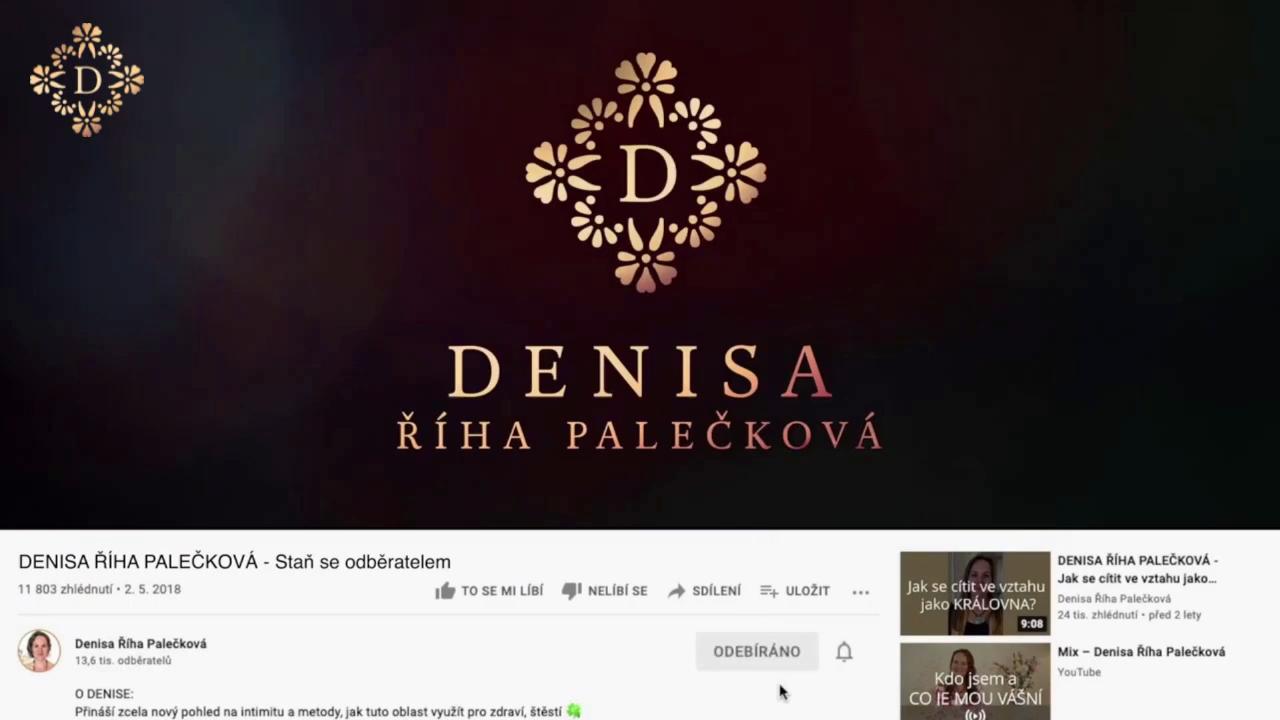 D
D
DENISA
ŘÍHA PALEČKOVÁ
DENISA ŘÍHA PALEČKOVÁ - Staň se odběratelem
11 803 zhlédnutí • 2. 5. 2018
TO SE MI LÍBÍ
NELÍBÍ SE
SDÍLENÍ
ULOŽIT
Denisa Říha Palečková
13,6 tis. odběratelů
ODEBÍRÁNO
O DENISE:
Přináší zcela nový pohled na intimitu a metody, jak tuto oblast využít pro zdraví, štěstí 🍀
Jak se cítit ve vztahu
jako KRÁLOVNA?
9:08
DENISA ŘÍHA PALEČKOVÁ -
Jak se cítit ve vztahu jako…
Denisa Říha Palečková
24 tis. zhlédnutí • před 2 lety
Kdo jsem a
CO JE MOU VÁŠNÍ
Mix – Denisa Říha Palečková
YouTube